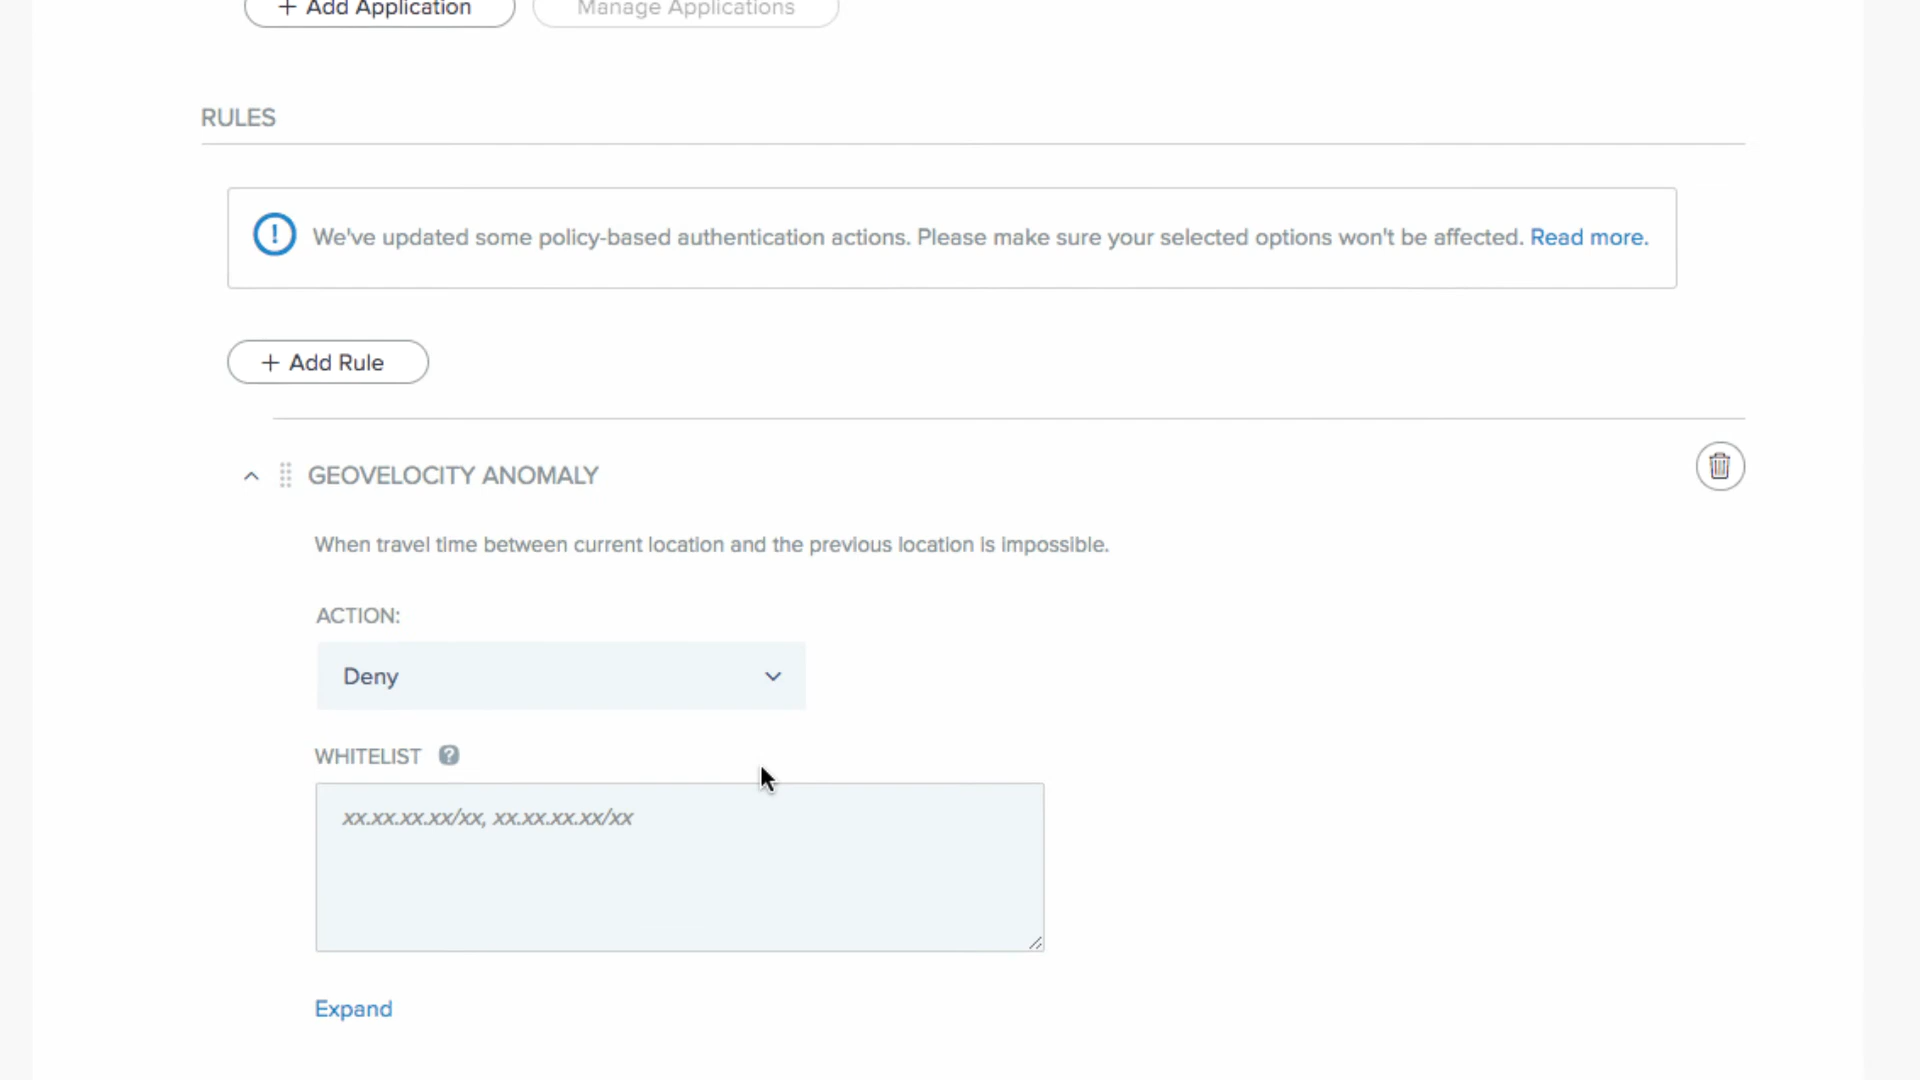 + Add Application
Manage Applications
RULES
We've updated some policy-based authentication actions. Please make sure your selected options won't be affected. Read more.
+ Add Rule
GEOVELOCITY ANOMALY
When travel time between current location and the previous location is impossible.
ACTION:
Deny
WHITELIST ?
xx.xx.xx.xx/xx, xx.xx.xx.xx/xx
Expand